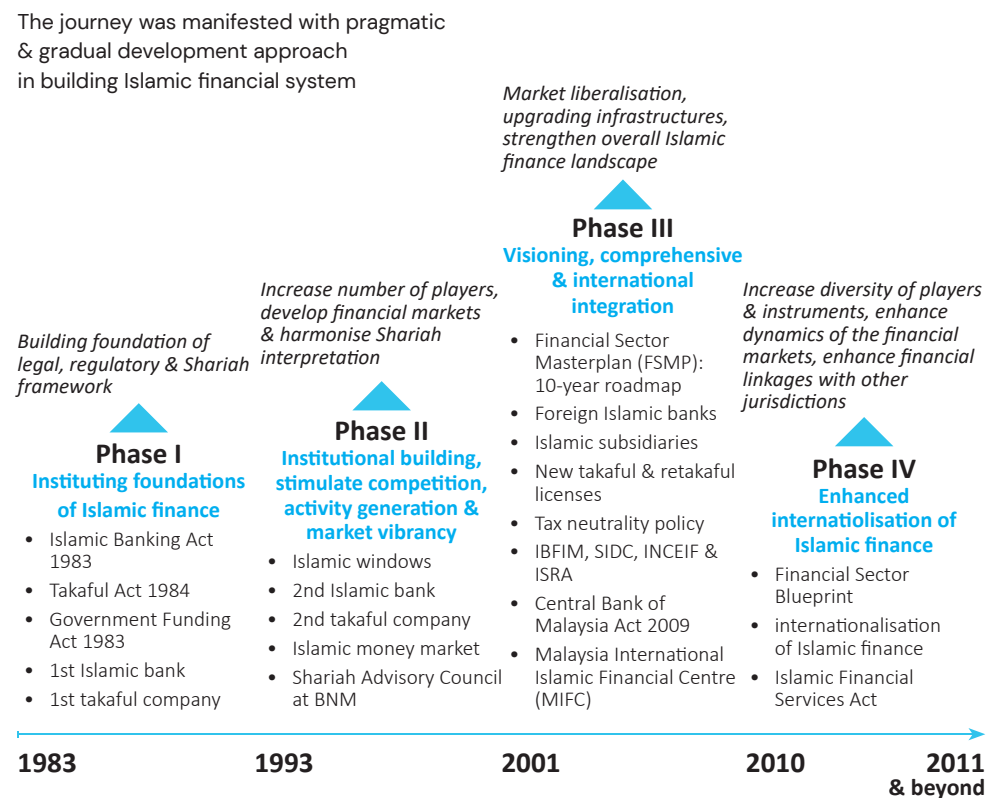 The journey was manifested with pragmatic
& gradual development approach
in building Islamic financial system
Building foundation of
legal, regulatory & Shariah
framework
Phase I
Instituting foundations
of Islamic finance
• Islamic Banking Act
1983
• Takaful Act 1984
• Government Funding
Act 1983
• 1st Islamic bank
• 1st takaful company
Increase number of players,
develop financial markets
& harmonise Shariah
interpretation
Phase II
Institutional building,
stimulate competition,
activity generation &
market vibrancy
• Islamic windows
• 2nd Islamic bank
• 2nd takaful company
• Islamic money market
• Shariah Advisory Council
at BNM
Market liberalisation,
upgrading infrastructures,
strengthen overall Islamic
finance landscape
Phase III
Visioning, comprehensive
& international
integration
• Financial Sector
Masterplan (FSMP):
10-year roadmap
• Foreign Islamic banks
• Islamic subsidiaries
• New takaful & retakaful
licenses
• Tax neutrality policy
• IBFIM, SIDC, INCEIF &
ISRA
• Central Bank of
Malaysia Act 2009
• Malaysia International
Islamic Financial Centre
(MIFC)
Increase diversity of players
& instruments, enhance
dynamics of the financial
markets, enhance financial
linkages with other
jurisdictions
Phase IV
Enhanced
internatiolisation of
Islamic finance
• Financial Sector
Blueprint
• internationalisation
of Islamic finance
• Islamic Financial
Services Act
1983
1993
2001
2010
2011
& beyond